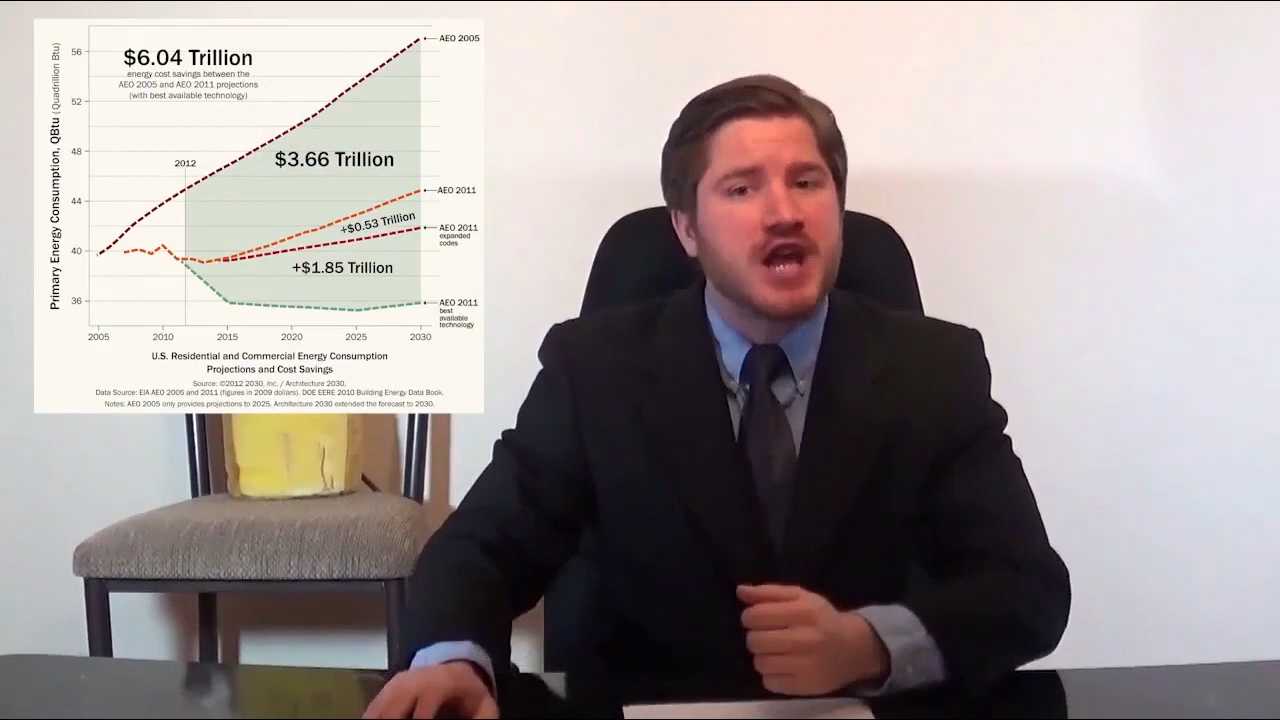 $6.04 Trillion
energy cost savings between the
AEO 2005 and AEO 2011 projections
(with best available technology)
Primary Energy Consumption, QBtu (Quadrillion Btu)
56
52
48
44
40
36
2012
$3.66 Trillion
+$0.53 Trillion
+$1.85 Trillion
AEO 2005
AEO 2011
AEO 2011
expanded
codes
AEO 2011
best
available
technology
2005 2010 2015 2020 2025 2030
U.S. Residential and Commercial Energy Consumption
Projections and Cost Savings
Source: ©2012 2030, Inc. / Architecture 2030.
Data Source: EIA AEO 2005 and 2011 (figures in 2009 dollars). DOE EERE 2010 Building Energy Data Book.
Notes: AEO 2005 only provides projections to 2025. Architecture 2030 extended the forecast to 2030.